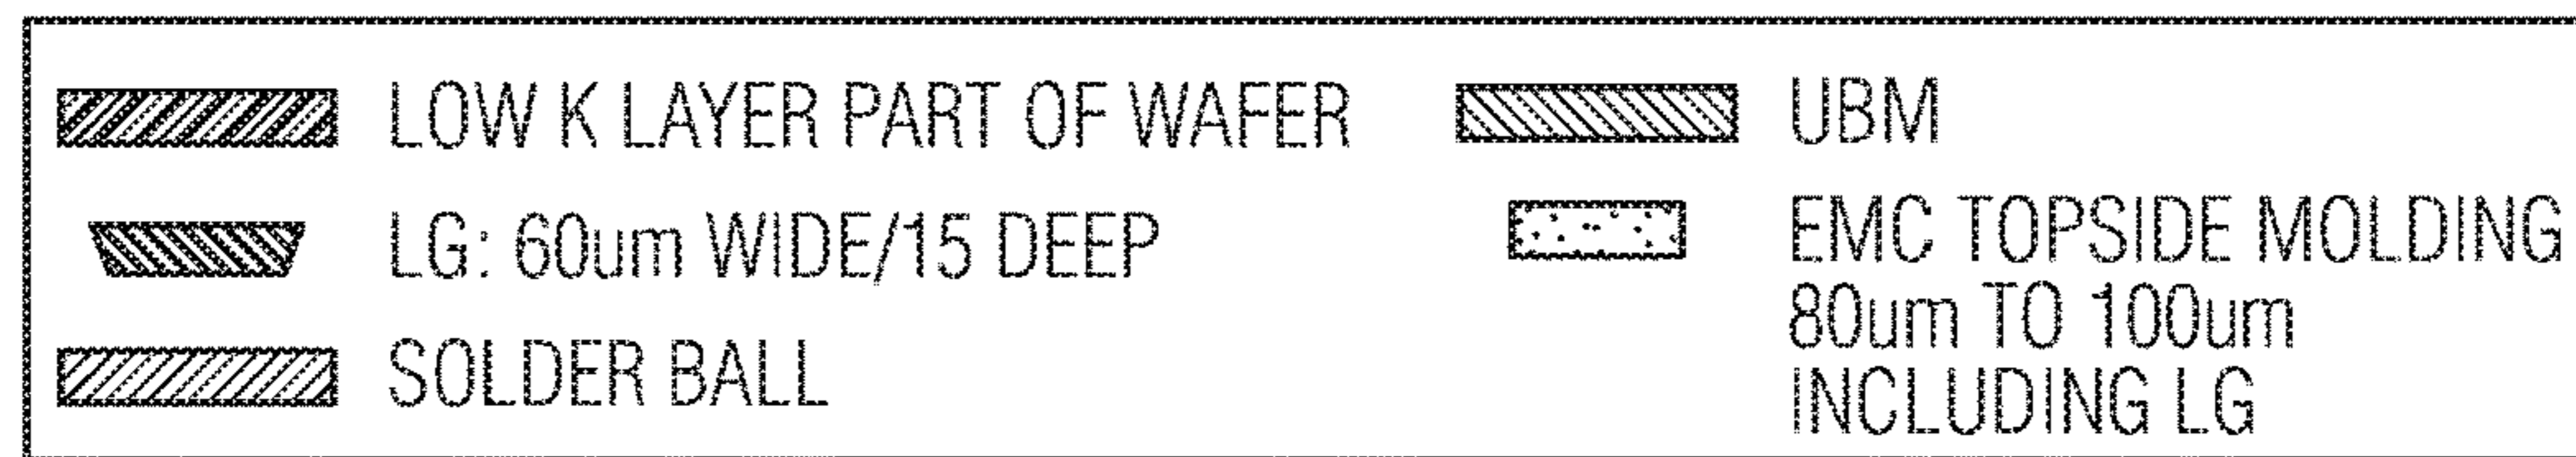 LOW K LAYER PART OF WAFER
LG: 60um WIDE/15 DEEP
SOLDER BALL
UBM
EMC TOPSIDE MOLDING
80um TO 100um
INCLUDING LG